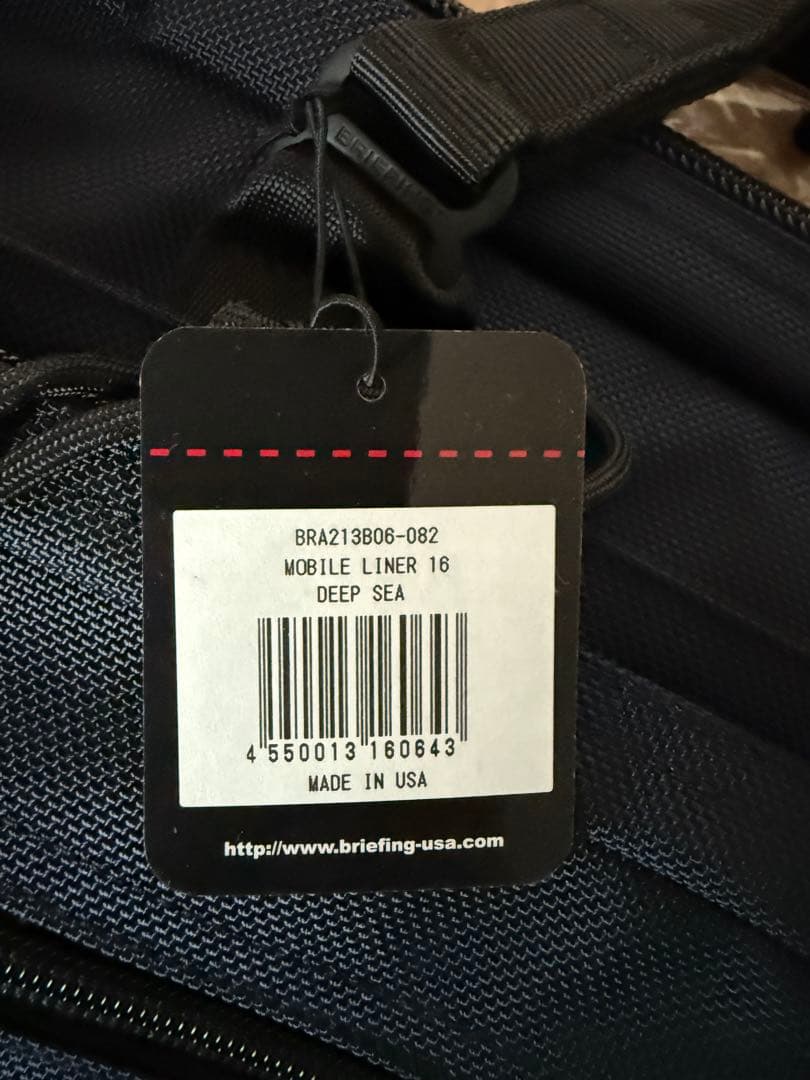 BRA213B06-082
MOBILE LINER 16
DEEP SEA
4 550013 160643
MADE IN USA
http://www.briefing-usa.com